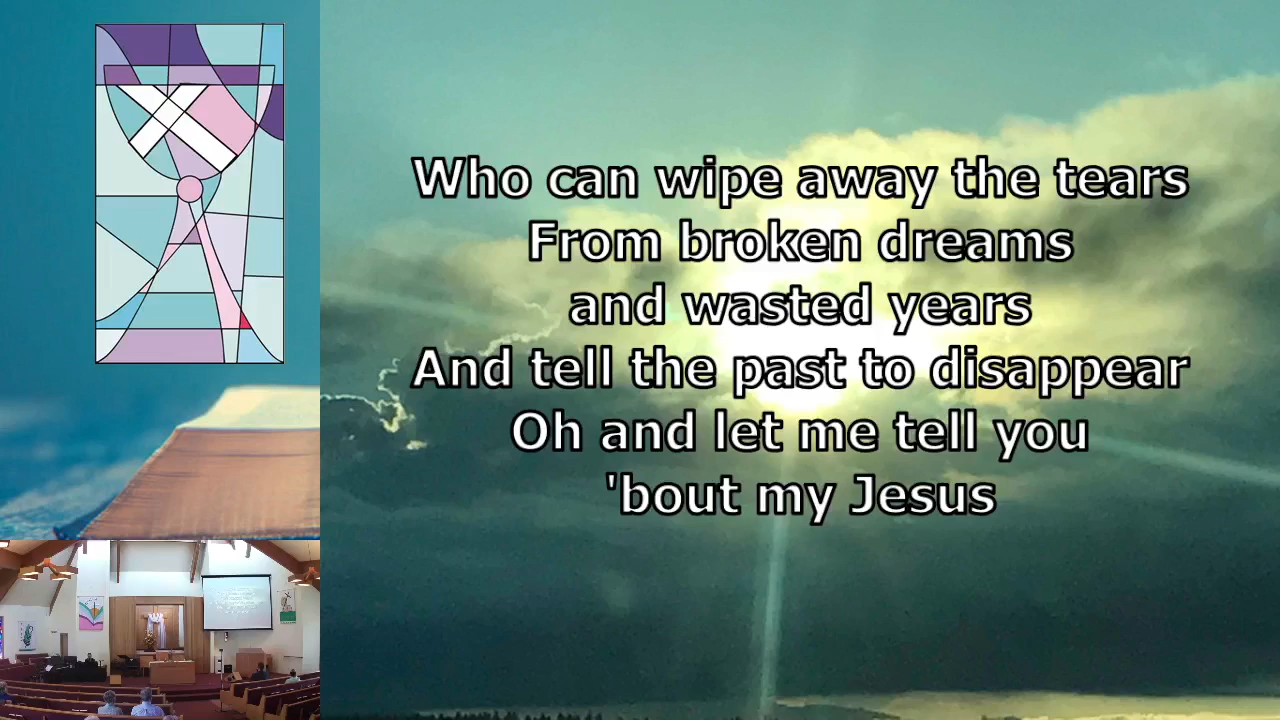 Who can wipe away the tears
From broken dreams
and wasted years
And tell the past to disappear
Oh and let me tell you
'bout my Jesus